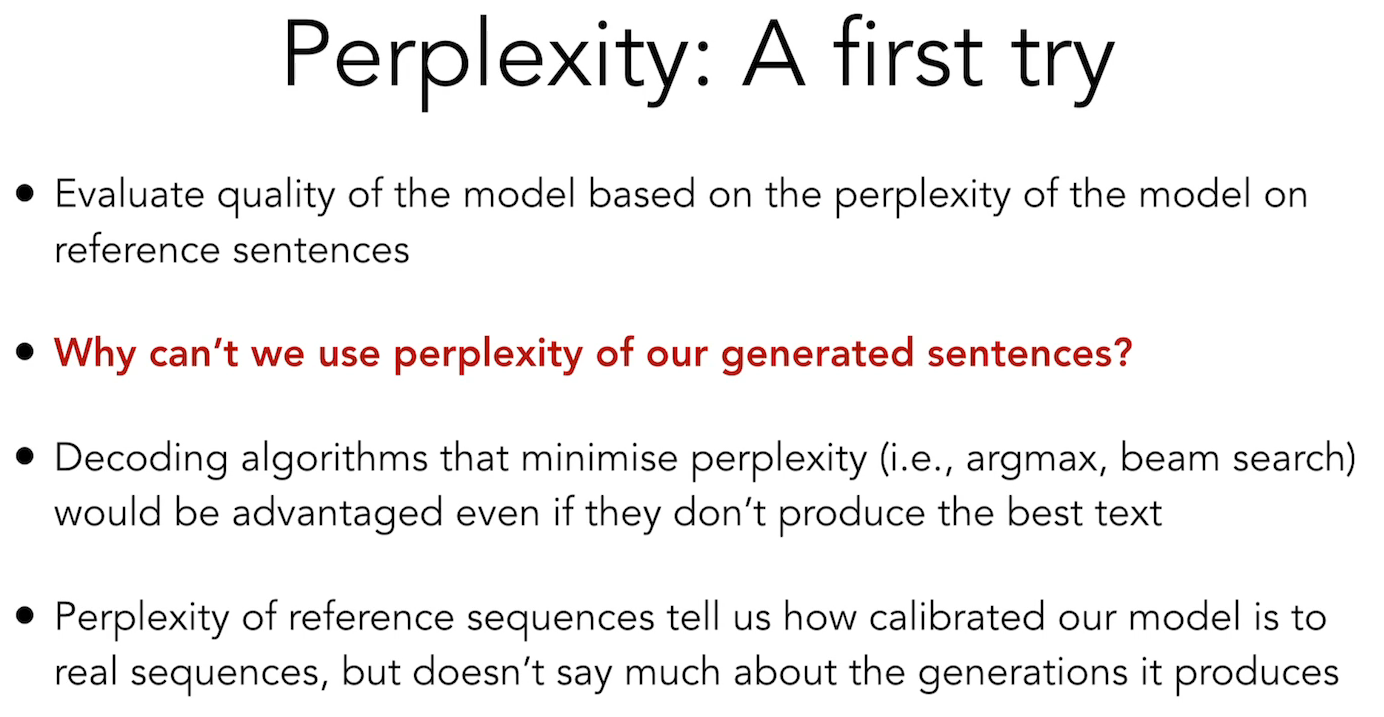 Perplexity: A first try
• Evaluate quality of the model based on the perplexity of the model on
reference sentences
• Why can’t we use perplexity of our generated sentences?
• Decoding algorithms that minimise perplexity (i.e., argmax, beam search)
would be advantaged even if they don’t produce the best text
• Perplexity of reference sequences tell us how calibrated our model is to
real sequences, but doesn’t say much about the generations it produces